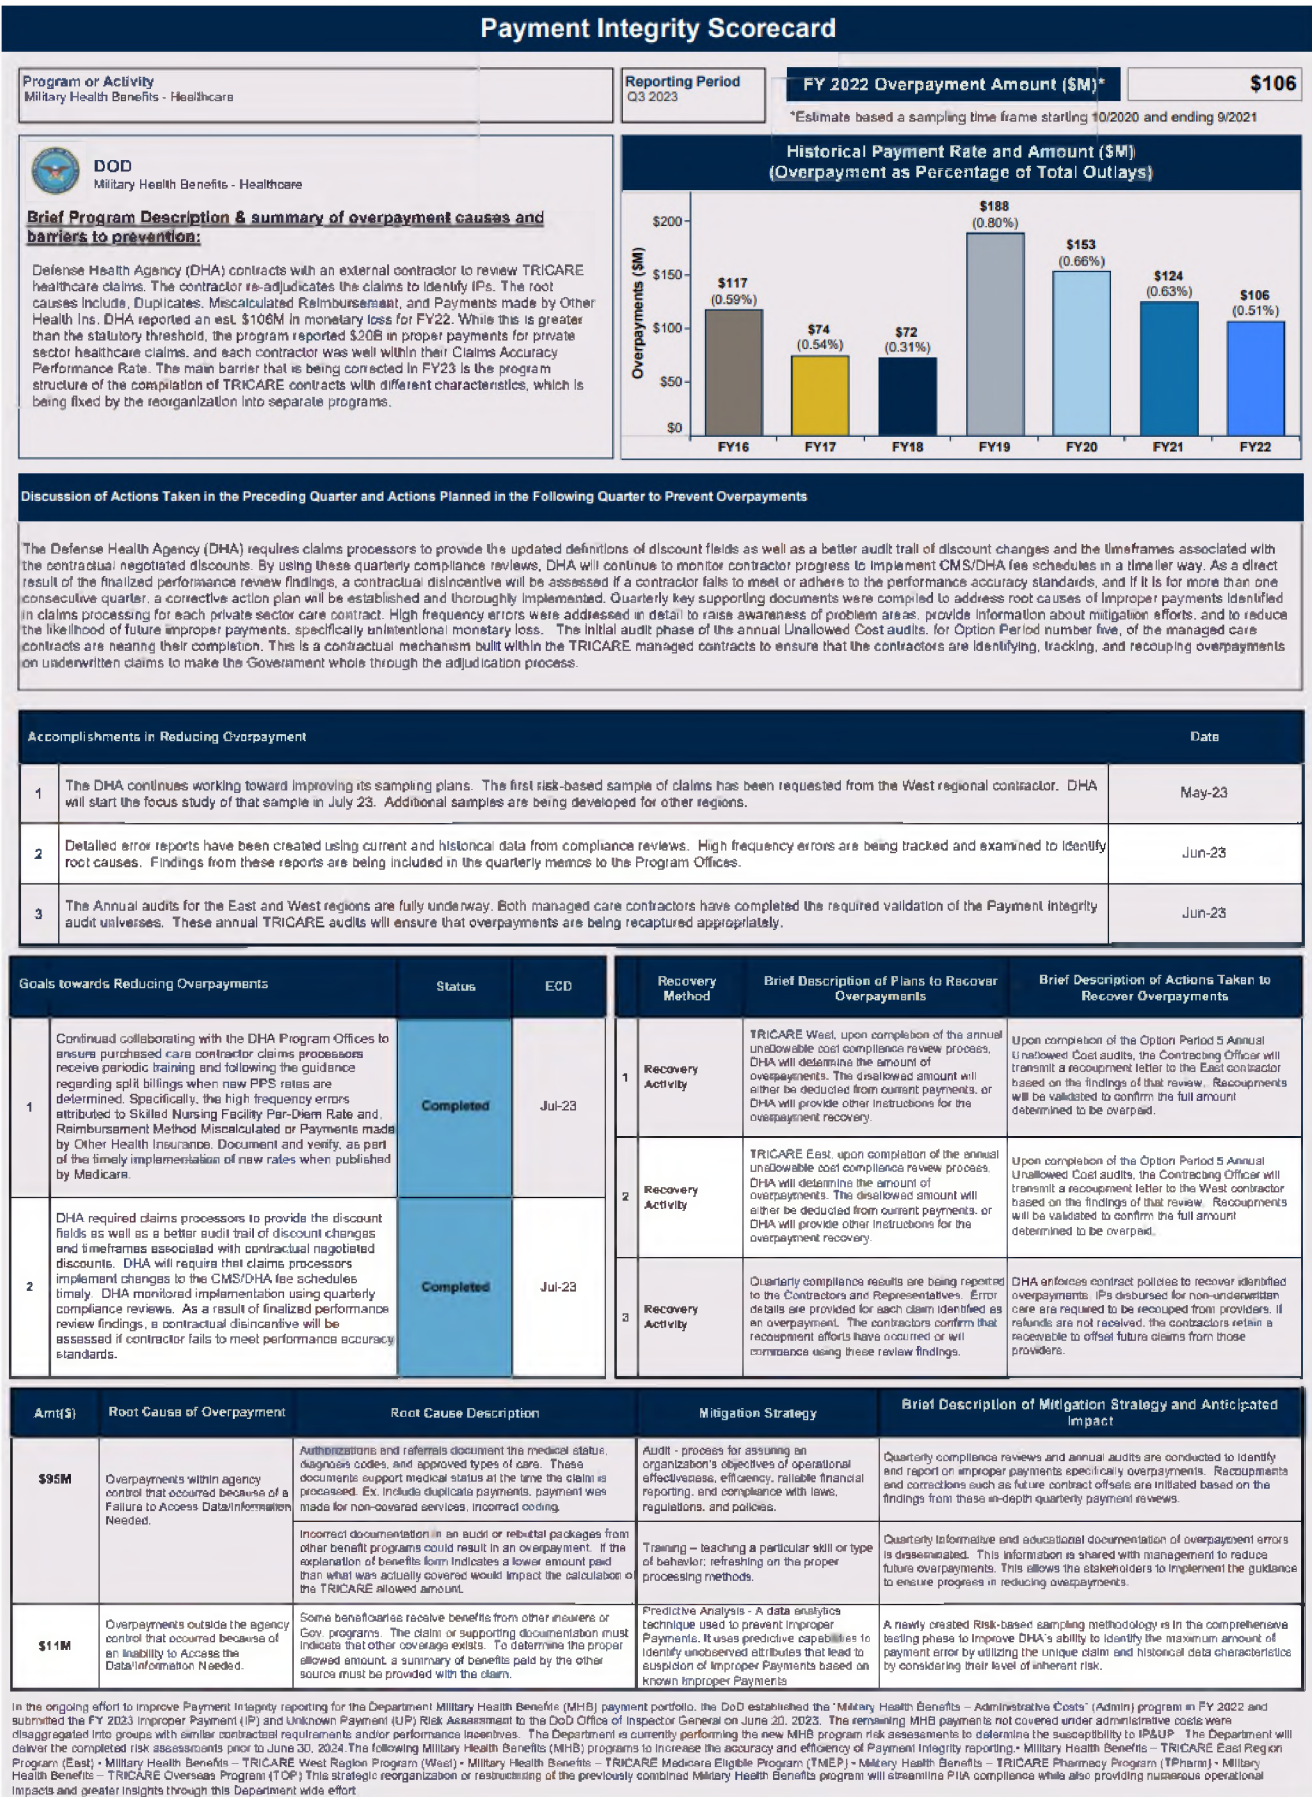 Payment Integrity Scorecard
Program or Activity
Military Health Benefits - Healthcare
Reporting Period
Q3 2023
FY 2022 Overpayment Amount ($M)*
$106
*Estimate based a sampling time frame starting 10/2020 and ending 9/2021
DOD
Military Health Benefits - Healthcare
Brief Program Description & summary of overpayment causes and
barriers to prevention:
Defense Health Agency (DHA) contracts with an external contractor to review TRICARE
healthcare claims. The contractor re-adjudicates the claims to identify IPs. The root
causes include, Duplicates, Miscalculated Reimbursement, and Payments made by Other
Health Ins. DHA reported an est. $106M in monetary loss for FY22. While this is greater
than the statutory threshold, the program reported $20B in proper payments for private
sector healthcare claims, and each contractor was well within their Claims Accuracy
Performance Rate. The main barrier that is being corrected in FY23 is the program
structure of the compilation of TRICARE contracts with different characteristics, which is
being fixed by the reorganization into separate programs.
Historical Payment Rate and Amount ($M)
(Overpayment as Percentage of Total Outlays)
Overpayments ($M)
$200
$150
$100
$50
$0
$117
(0.59%)
$74
(0.54%)
$72
(0.31%)
$188
(0.80%)
$153
(0.66%)
$124
(0.63%)
$106
(0.51%)
FY16 FY17 FY18 FY19 FY20 FY21 FY22
Discussion of Actions Taken in the Preceding Quarter and Actions Planned in the Following Quarter to Prevent Overpayments
The Defense Health Agency (DHA) requires claims processors to provide the updated definitions of discount fields as well as a better audit trail of discount changes and the timeframes associated with
the contractual negotiated discounts. By using these quarterly compliance reviews, DHA will continue to monitor contractor progress to implement CMS/DHA fee schedules in a timelier way. As a direct
result of the finalized performance review findings, a contractual disincentive will be assessed if a contractor fails to meet or adhere to the performance accuracy standards, and if it is for more than one
consecutive quarter, a corrective action plan will be established and thoroughly implemented. Quarterly key supporting documents were compiled to address root causes of improper payments identified
in claims processing for each private sector care contract. High frequency errors were addressed in detail to raise awareness of problem areas, provide information about mitigation efforts, and to reduce
the likelihood of future improper payments, specifically unintentional monetary loss. The initial audit phase of the annual Unallowed Cost audits, for Option Period number five, of the managed care
contracts are nearing their completion. This is a contractual mechanism built within the TRICARE managed contracts to ensure that the contractors are identifying, tracking, and recouping overpayments
on underwritten claims to make the Government whole through the adjudication process.
Accomplishments in Reducing Overpayment
Date
1
The DHA continues working toward improving its sampling plans. The first risk-based sample of claims has been requested from the West regional contractor. DHA
will start the focus study of that sample in July 23. Additional samples are being developed for other regions.
May-23
2
Detailed error reports have been created using current and historical data from compliance reviews. High frequency errors are being tracked and examined to identify
root causes. Findings from these reports are being included in the quarterly memos to the Program Offices.
Jun-23
3
The Annual audits for the East and West regions are fully underway. Both managed care contractors have completed the required validation of the Payment integrity
audit universes. These annual TRICARE audits will ensure that overpayments are being recaptured appropriately.
Jun-23
Goals towards Reducing Overpayments
Status
ECD
1
Continued collaborating with the DHA Program Offices to
ensure purchased care contractor claims processors
receive periodic training and following the guidance
regarding split billings when new PPS rates are
determined. Specifically, the high frequency errors
attributed to Skilled Nursing Facility Per-Diem Rate and,
Reimbursement Method Miscalculated or Payments made
by Other Health Insurance. Document and verify, as part
of the timely implementation of new rates when published
by Medicare.
Completed
Jul-23
2
DHA required claims processors to provide the discount
fields as well as a better audit trail of discount changes
and timeframes associated with contractual negotiated
discounts. DHA will require that claims processors
implement changes to the CMS/DHA fee schedules
timely. DHA monitored implementation using quarterly
compliance reviews. As a result of finalized performance
review findings, a contractual disincentive will be
assessed if contractor fails to meet performance accuracy
standards.
Completed
Jul-23
Recovery
Method
Brief Description of Plans to Recover
Overpayments
Brief Description of Actions Taken to
Recover Overpayments
1
Recovery
Activity
TRICARE West, upon completion of the annual
unallowable cost compliance review process,
DHA will determine the amount of
overpayments. The disallowed amount will
either be deducted from current payments, or
DHA will provide other instructions for the
overpayment recovery.
Upon completion of the Option Period 5 Annual
Unallowed Cost audits, the Contracting Officer will
transmit a recoupment letter to the East contractor
based on the findings of that review. Recoupments
will be validated to confirm the full amount
determined to be overpaid.
2
Recovery
Activity
TRICARE East, upon completion of the annual
unallowable cost compliance review process,
DHA will determine the amount of
overpayments. The disallowed amount will
either be deducted from current payments, or
DHA will provide other instructions for the
overpayment recovery.
Upon completion of the Option Period 5 Annual
Unallowed Cost audits, the Contracting Officer will
transmit a recoupment letter to the West contractor
based on the findings of that review. Recoupments
will be validated to confirm the full amount
determined to be overpaid.
3
Recovery
Activity
Quarterly compliance results are being reported
to the Contractors and Representatives. Error
details are provided for each claim identified as
an overpayment. The contractors confirm that
recoupment efforts have occurred or will
commence using these review findings.
DHA enforces contract policies to recover identified
overpayments. IPs disbursed for non-underwritten
care are required to be recouped from providers. If
refunds are not received, the contractors retain a
receivable to offset future claims from those
providers.
Amt($)
Root Cause of Overpayment
Root Cause Description
Mitigation Strategy
Brief Description of Mitigation Strategy and Anticipated
Impact
$95M
Overpayments within agency
control that occurred because of a
Failure to Access Data/Information
Needed.
Authorizations and referrals document the medical status,
diagnosis codes, and approved types of care. These
documents support medical status at the time the claim is
processed. Ex. include duplicate payments, payment was
made for non-covered services, incorrect coding.
Audit - process for assuring an
organization's objectives of operational
effectiveness, efficiency, reliable financial
reporting, and compliance with laws,
regulations, and policies.
Quarterly compliance reviews and annual audits are conducted to identify
and report on improper payments specifically overpayments. Recoupments
and corrections such as future contract offsets are initiated based on the
findings from these in-depth quarterly payment reviews.
Incorrect documentation in an audit or rebuttal packages from
other benefit programs could result in an overpayment. If the
explanation of benefits form indicates a lower amount paid
than what was actually covered would impact the calculation of
the TRICARE allowed amount.
Training – teaching a particular skill or type
of behavior; refreshing on the proper
processing methods.
Quarterly informative and educational documentation of overpayment errors
is disseminated. This information is shared with management to reduce
future overpayments. This allows the stakeholders to implement the guidance
to ensure progress in reducing overpayments.
$11M
Overpayments outside the agency
control that occurred because of
an Inability to Access the
Data/Information Needed.
Some beneficiaries receive benefits from other insurers or
Gov. programs. The claim or supporting documentation must
indicate that other coverage exists. To determine the proper
allowed amount, a summary of benefits paid by the other
source must be provided with the claim.
Predictive Analysis - A data analytics
technique used to prevent Improper
Payments. It uses predictive capabilities to
identify unobserved attributes that lead to
suspicion of Improper Payments based on
known Improper Payments
A newly created Risk-based sampling methodology is in the comprehensive
testing phase to improve DHA's ability to identify the maximum amount of
payment error by utilizing the unique claim and historical data characteristics
by considering their level of inherent risk.
In the ongoing effort to improve Payment Integrity reporting for the Department Military Health Benefits (MHB) payment portfolio, the DoD established the "Military Health Benefits – Administrative Costs" (Admin) program in FY 2022 and
submitted the FY 2023 Improper Payment (IP) and Unknown Payment (UP) Risk Assessment to the DoD Office of Inspector General on June 20, 2023. The remaining MHB payments not covered under administrative costs were
disaggregated into groups with similar contractual requirements and/or performance incentives. The Department is currently performing the new MHB program risk assessments to determine the susceptibility to IP&UP. The Department will
deliver the completed risk assessments prior to June 30, 2024.The following Military Health Benefits (MHB) programs to increase the accuracy and efficiency of Payment Integrity reporting.• Military Health Benefits – TRICARE East Region
Program (East) • Military Health Benefits – TRICARE West Region Program (West) • Military Health Benefits – TRICARE Medicare Eligible Program (TMEP) • Military Health Benefits – TRICARE Pharmacy Program (TPharm) • Military
Health Benefits – TRICARE Overseas Program (TOP) This strategic reorganization or restructuring of the previously combined Military Health Benefits program will streamline PIIA compliance while also providing numerous operational
impacts and greater insights through this Department wide effort